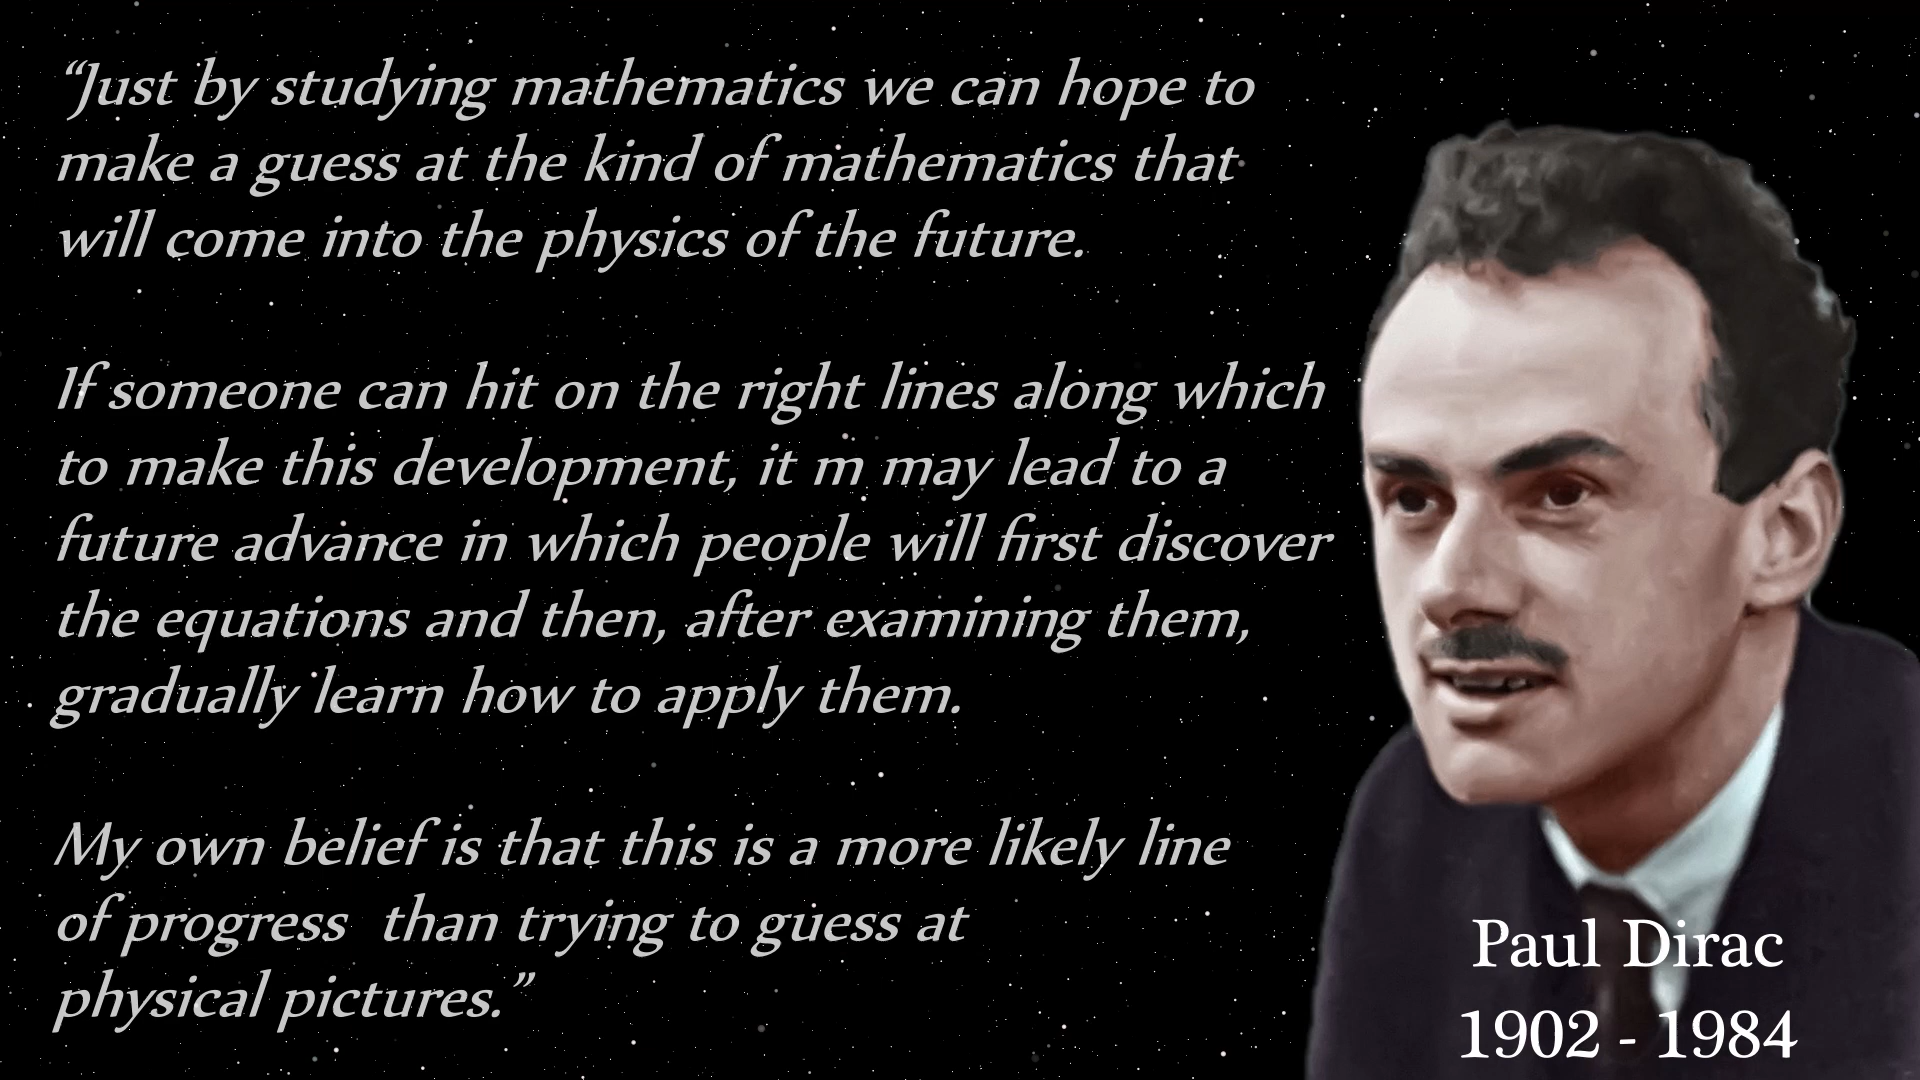 “Just by studying mathematics we can hope to
make a guess at the kind of mathematics that
will come into the physics of the future.
If someone can hit on the right lines along which
to make this development, it m may lead to a
future advance in which people will first discover
the equations and then, after examining them,
gradually learn how to apply them.
My own belief is that this is a more likely line
of progress  than trying to guess at
physical pictures.”
Paul Dirac
1902 - 1984